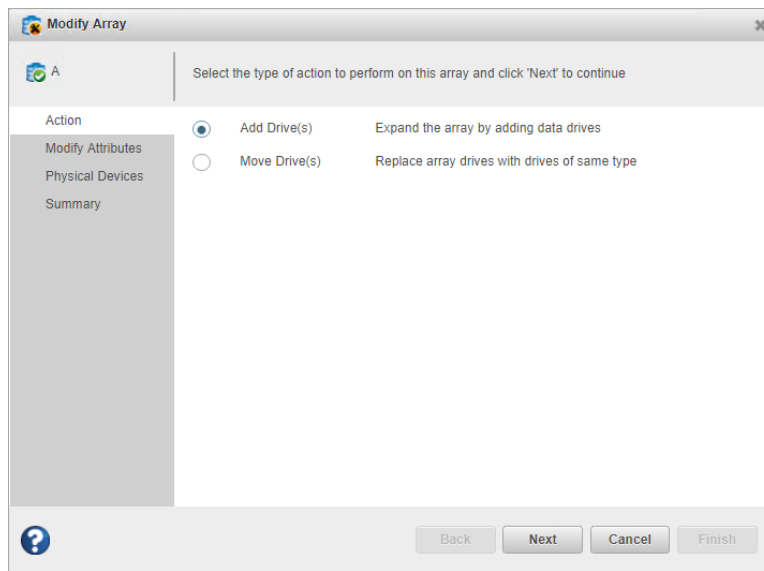 Modify Array
A
Select the type of action to perform on this array and click 'Next' to continue
Action
Modify Attributes
Physical Devices
Summary
Add Drive(s) Expand the array by adding data drives
Move Drive(s) Replace array drives with drives of same type
? Back Next Cancel Finish